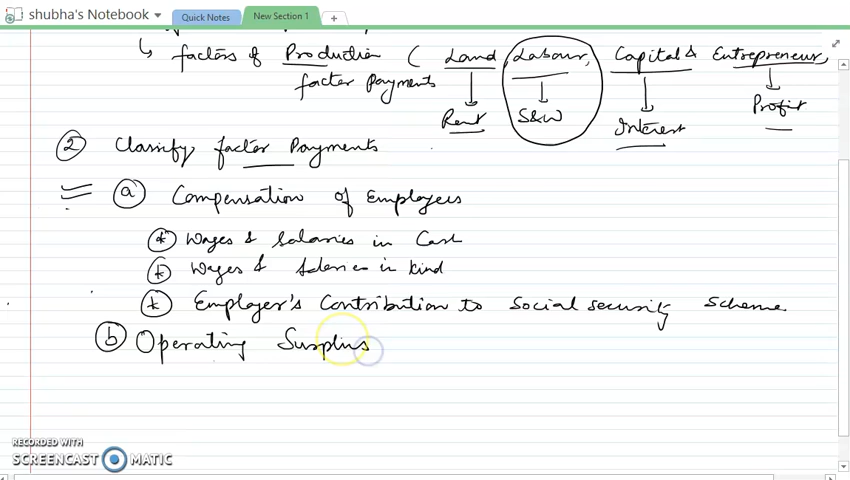 shubha's Notebook
Quick Notes
New Section 1
+
↳ factors of Production ( Land, Labour, Capital & Entrepreneur,
factor payments
Rent S&W Interest Profit
② Classify factor Payments
ⓐ Compensation of Employees
* Wages & Salaries in Cash
* Wages & Salaries in kind
* Employer's Contribution to social security scheme
ⓑ Operating Surplus
RECORDED WITH
SCREENCAST MATIC